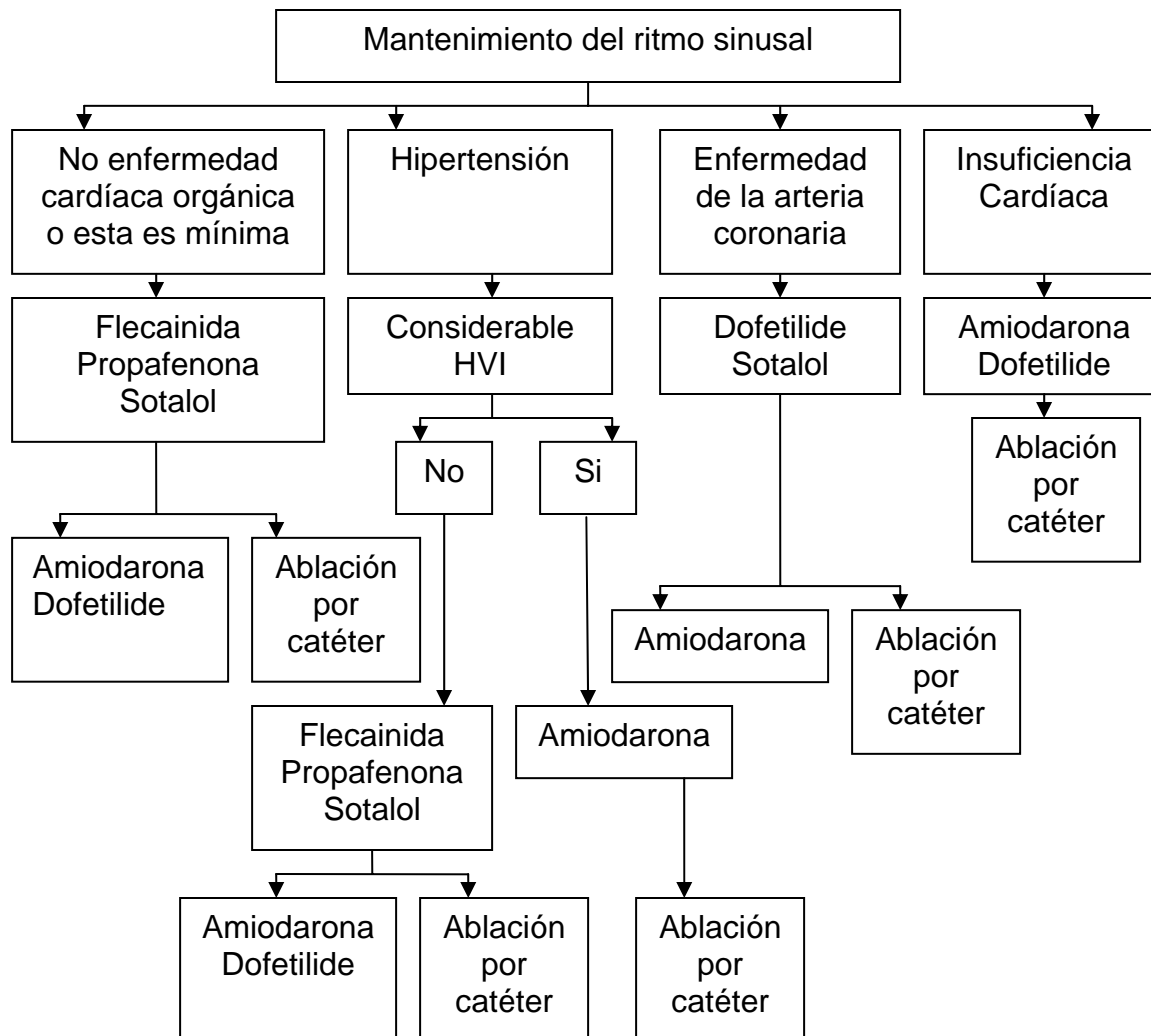 Mantenimiento del ritmo sinusal
No enfermedad
cardíaca orgánica
o esta es mínima
Hipertensión
Enfermedad
de la arteria
coronaria
Insuficiencia
Cardíaca
Flecainida
Propafenona
Sotalol
Considerable
HVI
Dofetilide
Sotalol
Amiodarona
Dofetilide
No
Si
Ablación
por
catéter
Amiodarona
Dofetilide
Ablación
por
catéter
Amiodarona
Ablación
por
catéter
Flecainida
Propafenona
Sotalol
Amiodarona
Amiodarona
Dofetilide
Ablación
por
catéter
Ablación
por
catéter